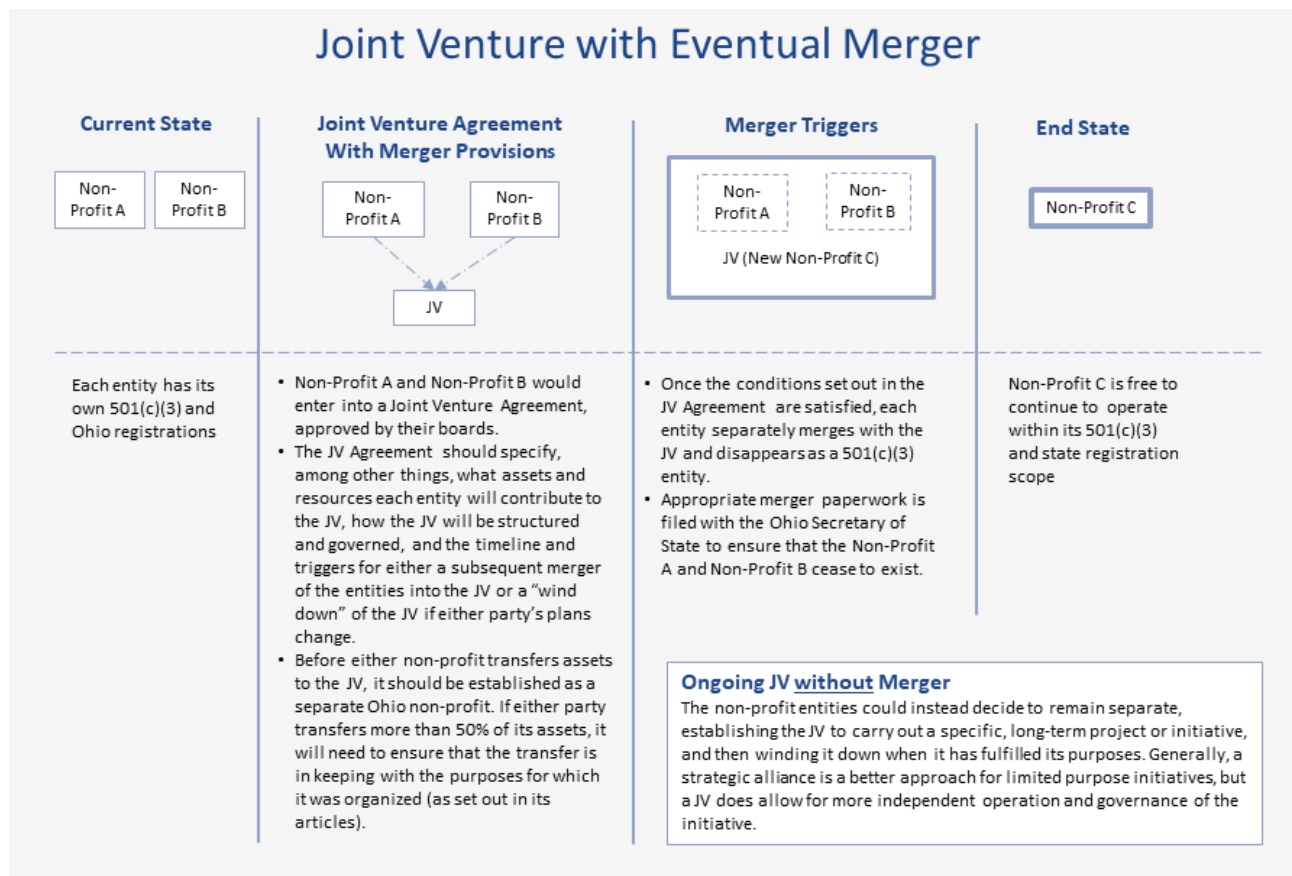 Joint Venture with Eventual Merger
Current State
Non-
Profit A
Non-
Profit B
Each entity has its
own 501(c)(3) and
Ohio registrations
Joint Venture Agreement
With Merger Provisions
Non-
Profit A
Non-
Profit B
JV
• Non-Profit A and Non-Profit B would
enter into a Joint Venture Agreement,
approved by their boards.
• The JV Agreement should specify,
among other things, what assets and
resources each entity will contribute to
the JV, how the JV will be structured
and governed, and the timeline and
triggers for either a subsequent merger
of the entities into the JV or a “wind
down” of the JV if either party’s plans
change.
• Before either non-profit transfers assets
to the JV, it should be established as a
separate Ohio non-profit. If either party
transfers more than 50% of its assets, it
will need to ensure that the transfer is
in keeping with the purposes for which
it was organized (as set out in its
articles).
Merger Triggers
Non-
Profit A
Non-
Profit B
JV (New Non-Profit C)
• Once the conditions set out in the
JV Agreement are satisfied, each
entity separately merges with the
JV and disappears as a 501(c)(3)
entity.
• Appropriate merger paperwork is
filed with the Ohio Secretary of
State to ensure that the Non-Profit
A and Non-Profit B cease to exist.
End State
Non-Profit C
Non-Profit C is free to
continue to operate
within its 501(c)(3)
and state registration
scope
Ongoing JV without Merger
The non-profit entities could instead decide to remain separate,
establishing the JV to carry out a specific, long-term project or initiative,
and then winding it down when it has fulfilled its purposes. Generally, a
strategic alliance is a better approach for limited purpose initiatives, but
a JV does allow for more independent operation and governance of the
initiative.